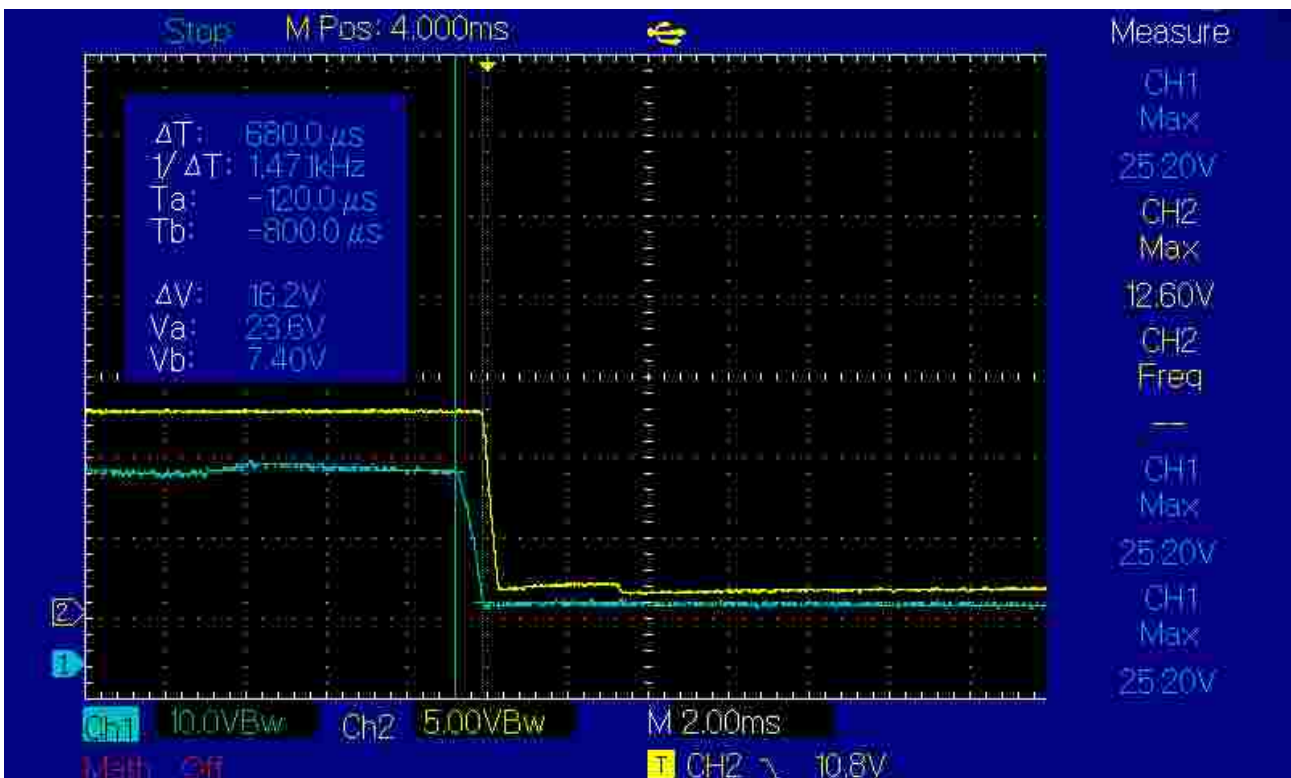 Stop M Pos: 4.000ms Measure
ΔT: 680.0 μs
1/ΔT: 1.471kHz
Ta: -120.0 μs
Tb: -800.0 μs
ΔV: 16.2V
Va: 23.6V
Vb: 7.40V
CH1
Max
25.20V
CH2
Max
12.60V
CH2
Freq
CH1
Max
25.20V
CH1
Max
25.20V
2
1
Ch1 10.0VBw Ch2 5.00VBw M 2.00ms
Math Off T CH2 10.8V